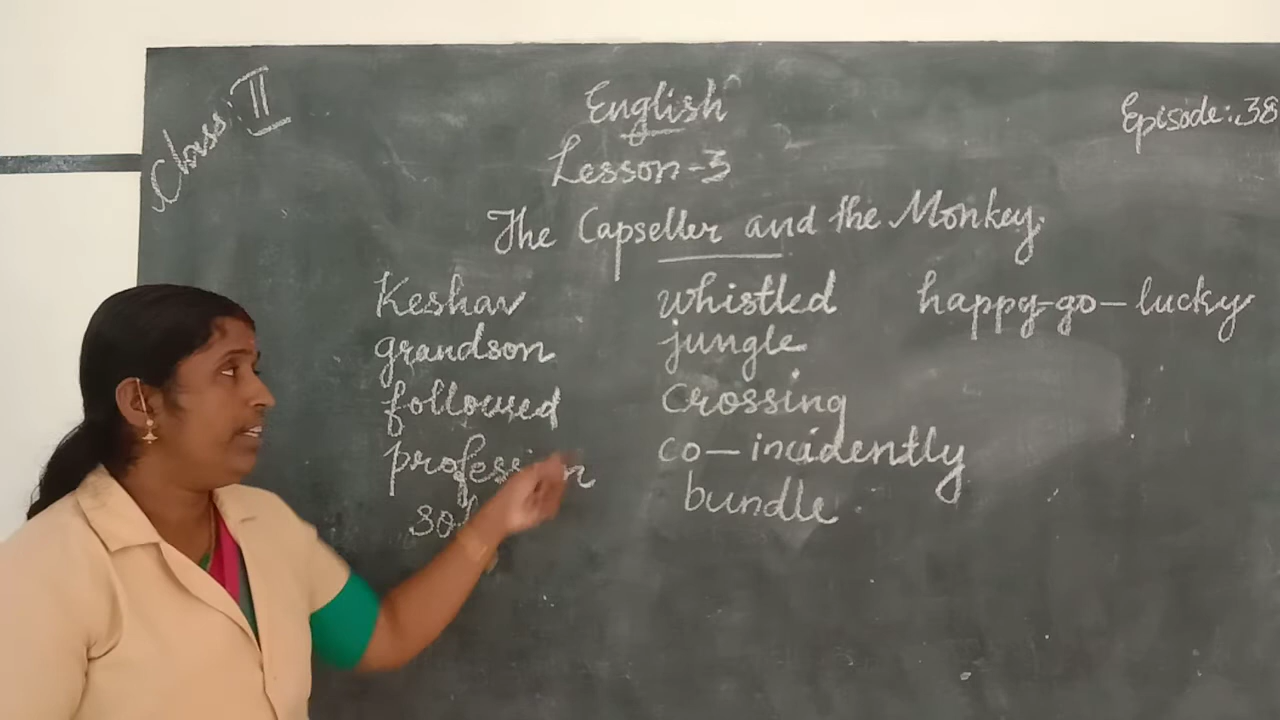 Class: II
English
Episode: 38
Lesson-3
The Capseller and the Monkey.
Keshav whistled happy-go-lucky
grandson jungle
followed crossing
co-incidently
bundle